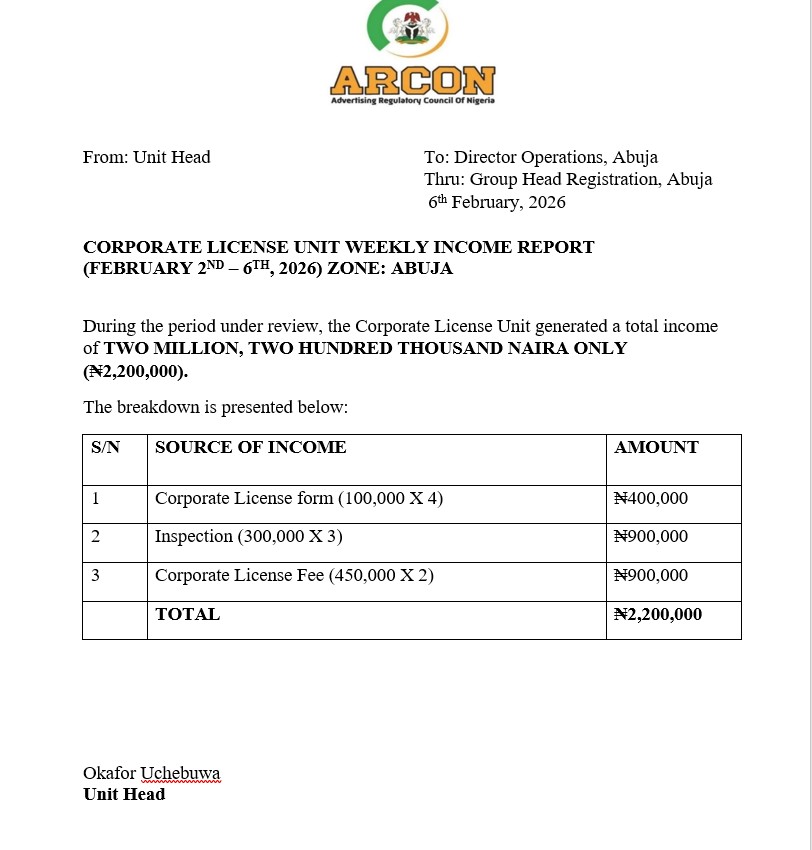 ARCON
Advertising Regulatory Council Of Nigeria
From: Unit Head
To: Director Operations, Abuja
Thru: Group Head Registration, Abuja
6th February, 2026
CORPORATE LICENSE UNIT WEEKLY INCOME REPORT
(FEBRUARY 2ND – 6TH, 2026) ZONE: ABUJA
During the period under review, the Corporate License Unit generated a total income
of TWO MILLION, TWO HUNDRED THOUSAND NAIRA ONLY
(₦2,200,000).
The breakdown is presented below:
S/N SOURCE OF INCOME AMOUNT
1 Corporate License form (100,000 X 4) ₦400,000
2 Inspection (300,000 X 3) ₦900,000
3 Corporate License Fee (450,000 X 2) ₦900,000
TOTAL ₦2,200,000
Okafor Uchebuwa
Unit Head